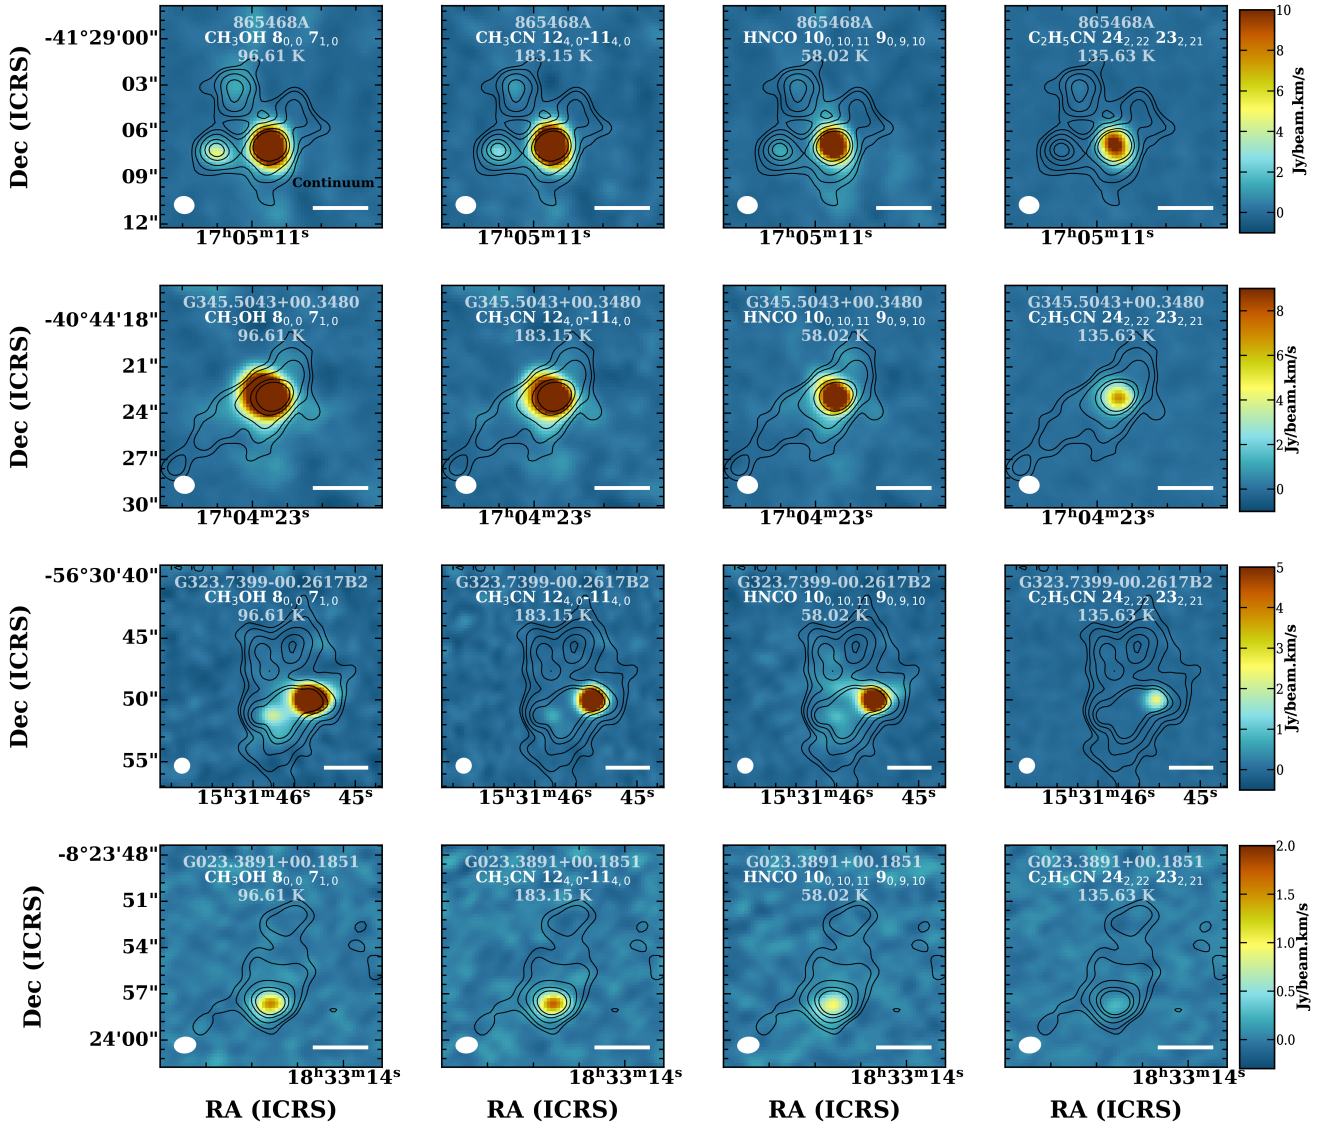 865468A
CH₃OH 8₀,₀ 7₁,₀
96.61 K
865468A
CH₃CN 12₄,₀-11₄,₀
183.15 K
865468A
HNCO 10₀,₁₀,₁₁ 9₀,₉,₁₀
58.02 K
865468A
C₂H₅CN 24₂,₂₂ 23₂,₂₁
135.63 K
Continuum
Dec (ICRS)
-41°29'00"
03"
06"
09"
12"
17ʰ05ᵐ11ˢ
17ʰ05ᵐ11ˢ
17ʰ05ᵐ11ˢ
17ʰ05ᵐ11ˢ
10
8
6
4
2
0
Jy/beam.km/s
G345.5043+00.3480
CH₃OH 8₀,₀ 7₁,₀
96.61 K
G345.5043+00.3480
CH₃CN 12₄,₀-11₄,₀
183.15 K
G345.5043+00.3480
HNCO 10₀,₁₀,₁₁ 9₀,₉,₁₀
58.02 K
G345.5043+00.3480
C₂H₅CN 24₂,₂₂ 23₂,₂₁
135.63 K
Dec (ICRS)
-40°44'18"
21"
24"
27"
30"
17ʰ04ᵐ23ˢ
17ʰ04ᵐ23ˢ
17ʰ04ᵐ23ˢ
17ʰ04ᵐ23ˢ
8
6
4
2
0
Jy/beam.km/s
G323.7399-00.2617B2
CH₃OH 8₀,₀ 7₁,₀
96.61 K
G323.7399-00.2617B2
CH₃CN 12₄,₀-11₄,₀
183.15 K
G323.7399-00.2617B2
HNCO 10₀,₁₀,₁₁ 9₀,₉,₁₀
58.02 K
G323.7399-00.2617B2
C₂H₅CN 24₂,₂₂ 23₂,₂₁
135.63 K
Dec (ICRS)
-56°30'40"
45"
50"
55"
15ʰ31ᵐ46ˢ 45ˢ
15ʰ31ᵐ46ˢ 45ˢ
15ʰ31ᵐ46ˢ 45ˢ
15ʰ31ᵐ46ˢ 45ˢ
5
4
3
2
1
0
Jy/beam.km/s
G023.3891+00.1851
CH₃OH 8₀,₀ 7₁,₀
96.61 K
G023.3891+00.1851
CH₃CN 12₄,₀-11₄,₀
183.15 K
G023.3891+00.1851
HNCO 10₀,₁₀,₁₁ 9₀,₉,₁₀
58.02 K
G023.3891+00.1851
C₂H₅CN 24₂,₂₂ 23₂,₂₁
135.63 K
Dec (ICRS)
-8°23'48"
51"
54"
57"
24'00"
18ʰ33ᵐ14ˢ
18ʰ33ᵐ14ˢ
18ʰ33ᵐ14ˢ
18ʰ33ᵐ14ˢ
2.0
1.5
1.0
0.5
0.0
Jy/beam.km/s
RA (ICRS)
RA (ICRS)
RA (ICRS)
RA (ICRS)